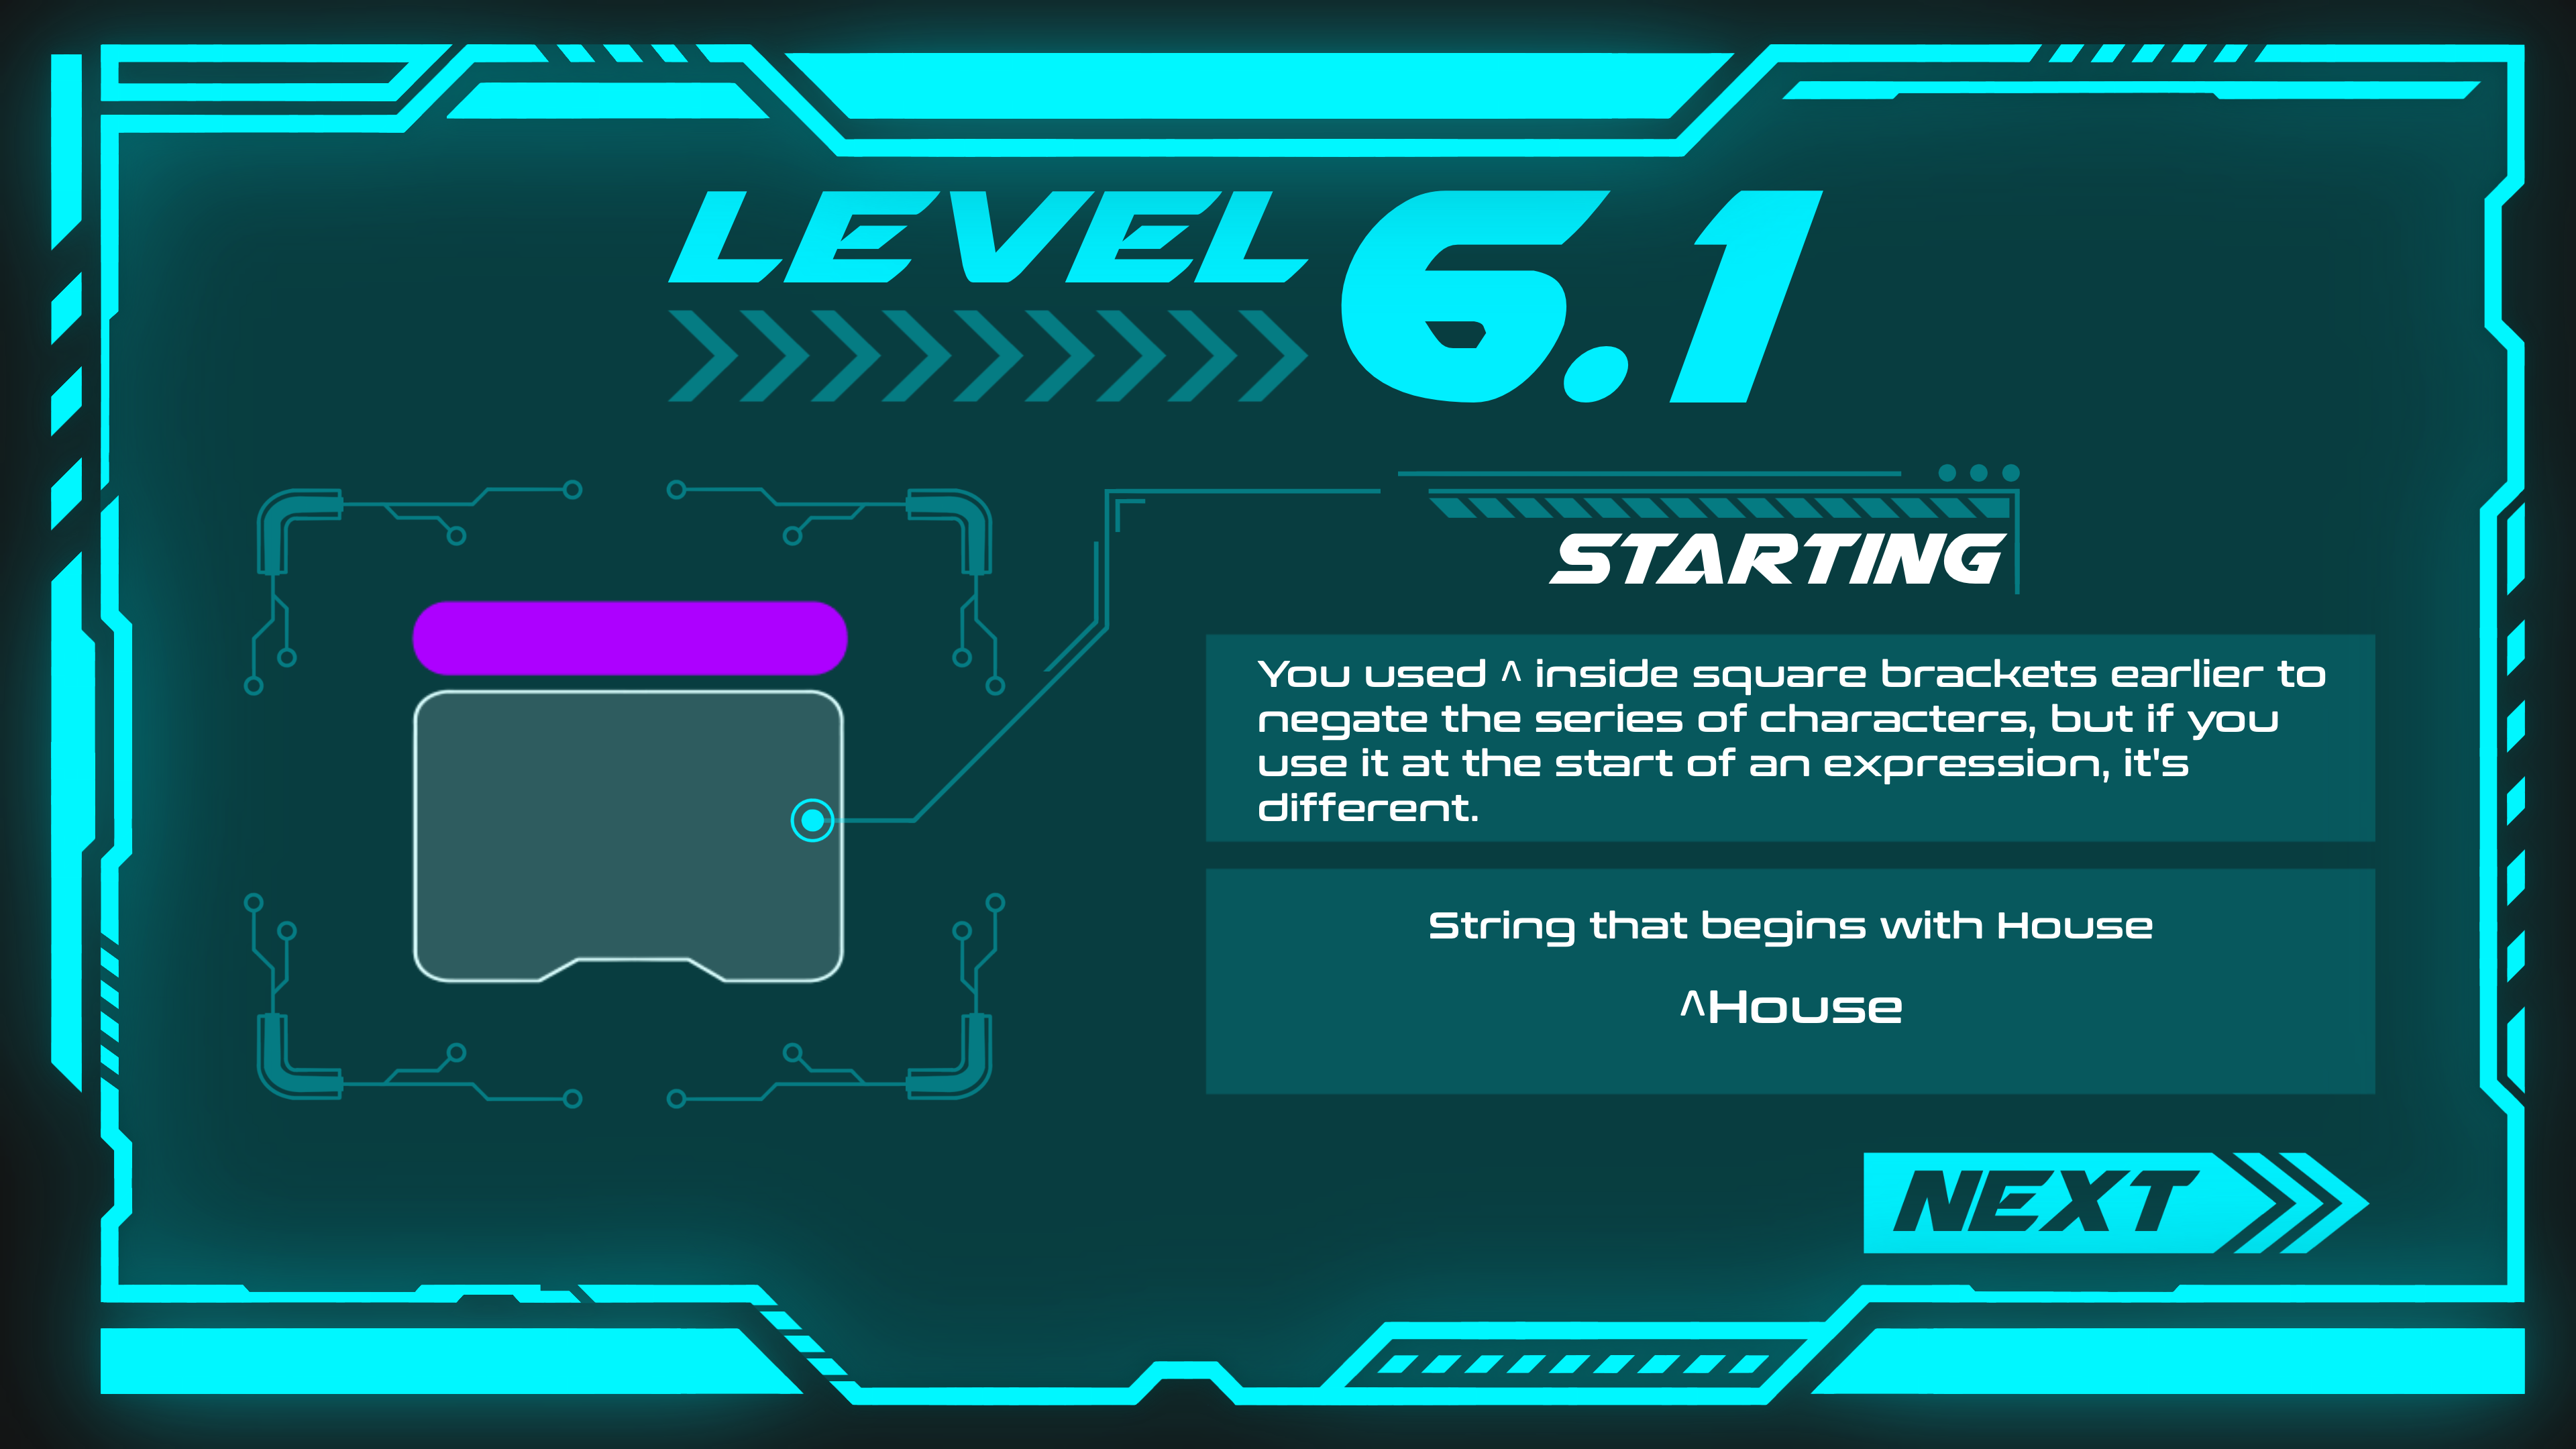 LEVEL 6.1
STARTING
You used ^ inside square brackets earlier to
negate the series of characters, but if you
use it at the start of an expression, it's
different.
String that begins with House
^House
NEXT